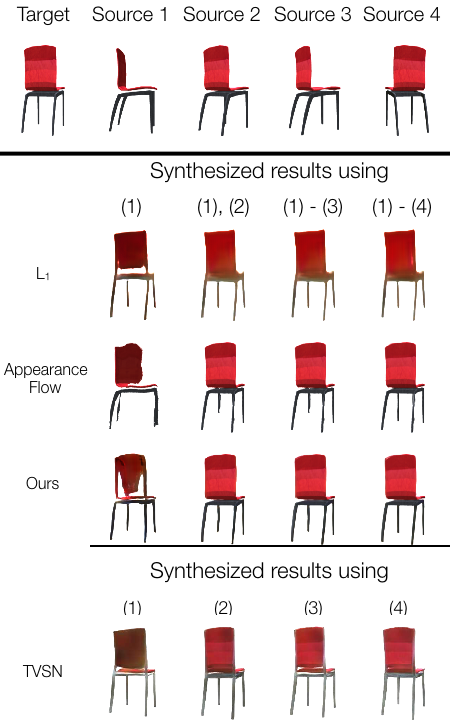 Target Source 1 Source 2 Source 3 Source 4
Synthesized results using
(1) (1), (2) (1) - (3) (1) - (4)
L₁
Appearance
Flow
Ours
Synthesized results using
(1) (2) (3) (4)
TVSN